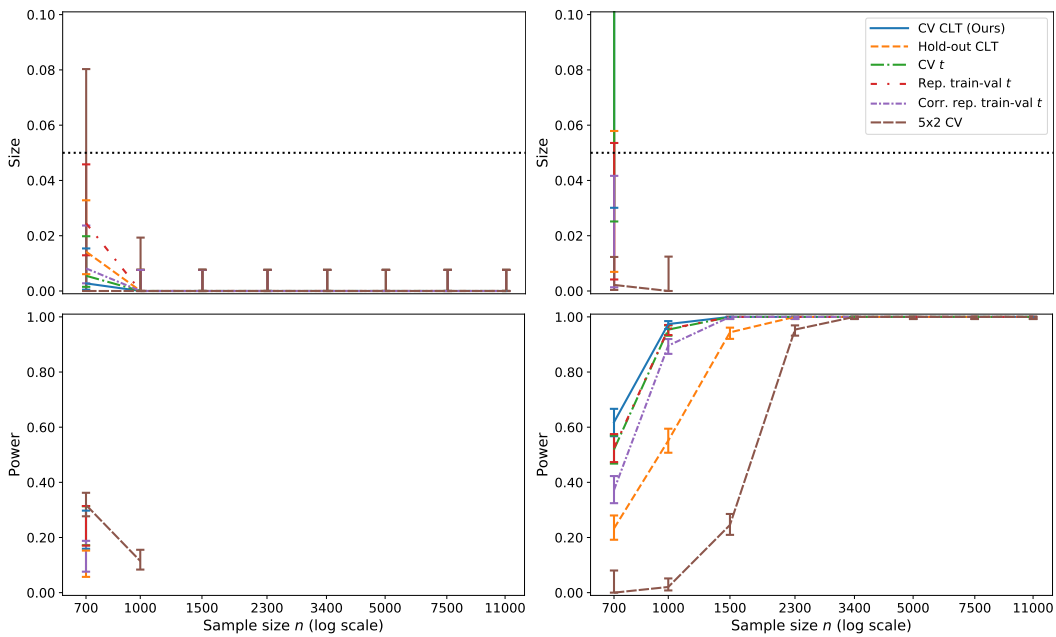 0.10
0.08
0.06
0.04
0.02
0.00
Size
0.10
0.08
0.06
0.04
0.02
0.00
Size
CV CLT (Ours)
Hold-out CLT
CV t
Rep. train-val t
Corr. rep. train-val t
5x2 CV
1.00
0.80
0.60
0.40
0.20
0.00
Power
700 1000 1500 2300 3400 5000 7500 11000
Sample size n (log scale)
1.00
0.80
0.60
0.40
0.20
0.00
Power
700 1000 1500 2300 3400 5000 7500 11000
Sample size n (log scale)